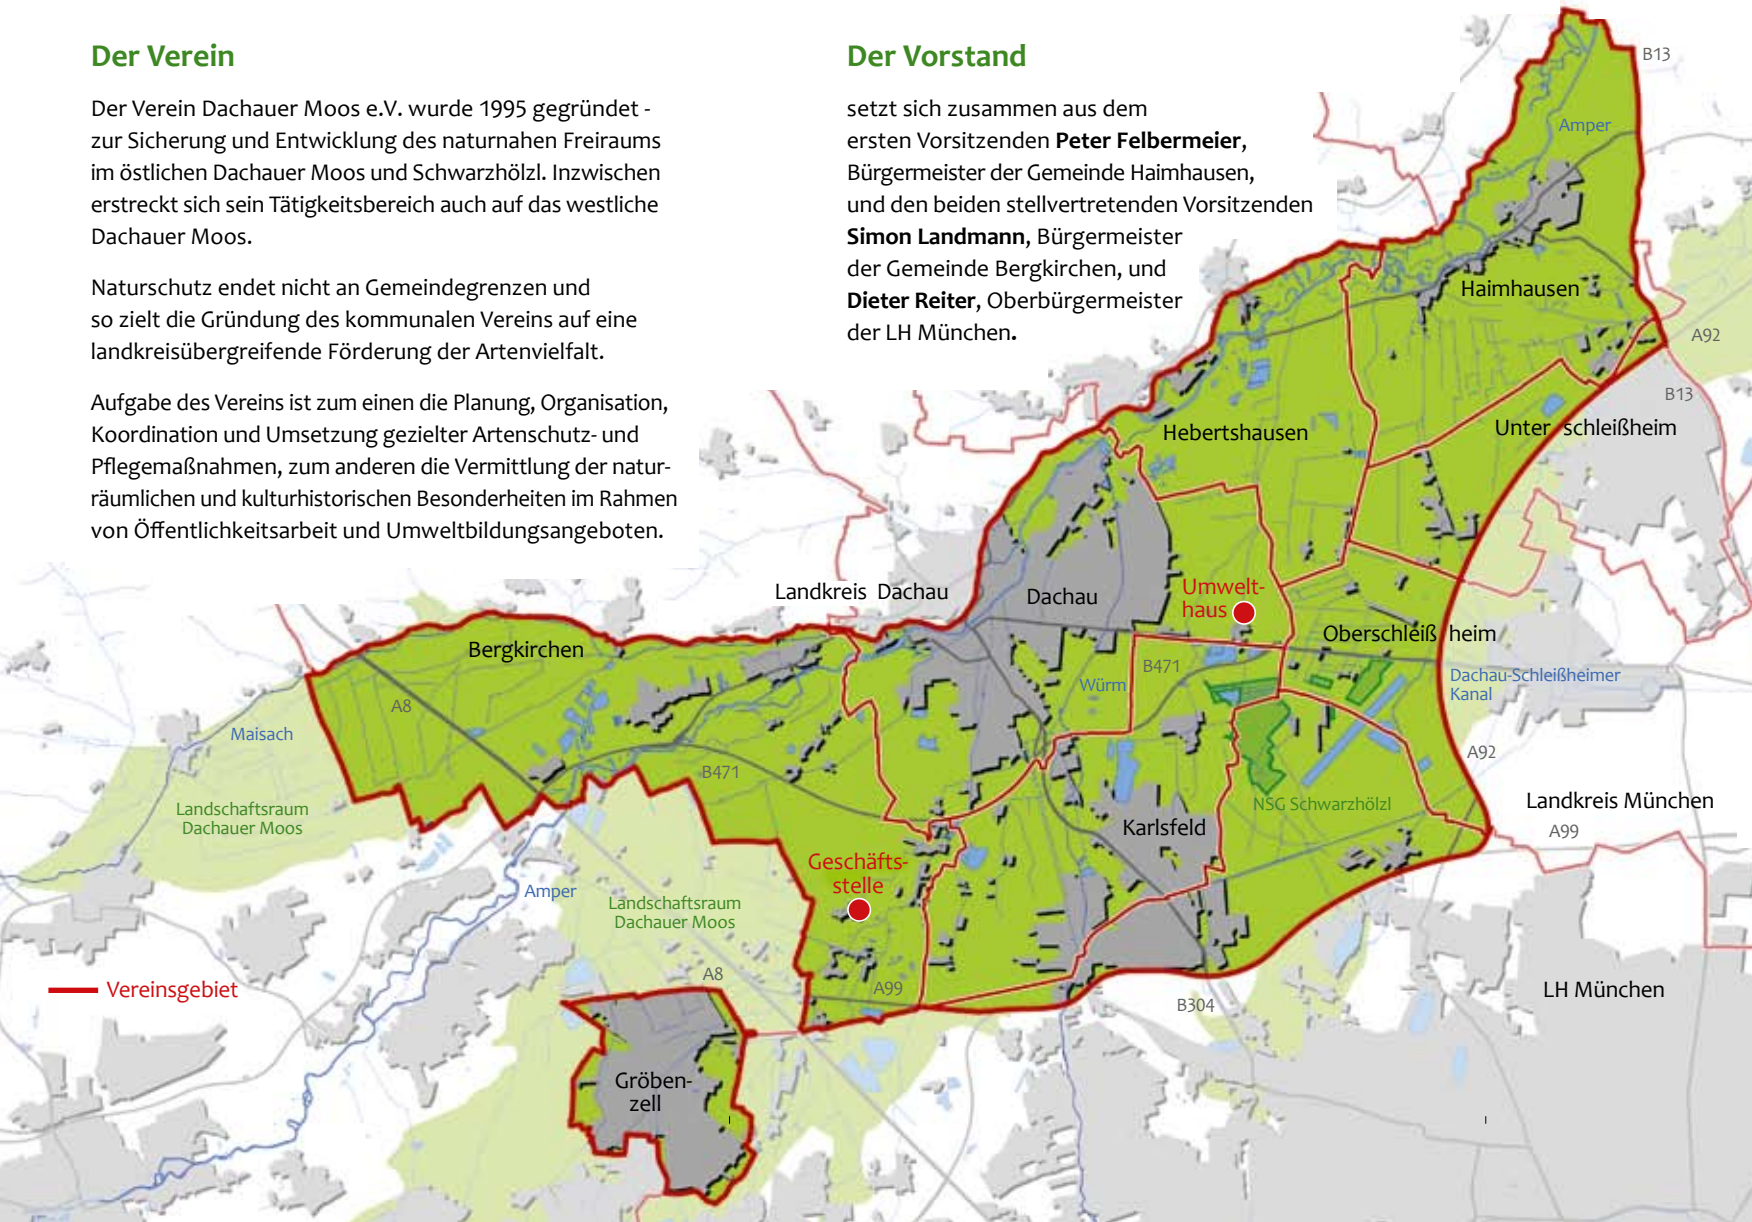 Der Verein
Der Verein Dachauer Moos e.V. wurde 1995 gegründet -
zur Sicherung und Entwicklung des naturnahen Freiraums
im östlichen Dachauer Moos und Schwarzhölzl. Inzwischen
erstreckt sich sein Tätigkeitsbereich auch auf das westliche
Dachauer Moos.
Naturschutz endet nicht an Gemeindegrenzen und
so zielt die Gründung des kommunalen Vereins auf eine
landkreisübergreifende Förderung der Artenvielfalt.
Aufgabe des Vereins ist zum einen die Planung, Organisation,
Koordination und Umsetzung gezielter Artenschutz- und
Pflegemaßnahmen, zum anderen die Vermittlung der natur-
räumlichen und kulturhistorischen Besonderheiten im Rahmen
von Öffentlichkeitsarbeit und Umweltbildungsangeboten.
Der Vorstand
setzt sich zusammen aus dem
ersten Vorsitzenden Peter Felbermeier,
Bürgermeister der Gemeinde Haimhausen,
und den beiden stellvertretenden Vorsitzenden
Simon Landmann, Bürgermeister
der Gemeinde Bergkirchen, und
Dieter Reiter, Oberbürgermeister
der LH München.
B13
Amper
Haimhausen
A92
B13
Hebertshausen
Unter schleißheim
Landkreis Dachau
Dachau
Umwelt-
haus
Oberschleiß heim
Bergkirchen
B471
Würm
Dachau-Schleißheimer
Kanal
A8
Maisach
A92
B471
Landschaftsraum
Dachauer Moos
NSG Schwarzhölzl
Landkreis München
A99
Karlsfeld
Geschäfts-
stelle
Amper
Landschaftsraum
Dachauer Moos
A8
A99
Vereinsgebiet
B304
LH München
Gröben-
zell